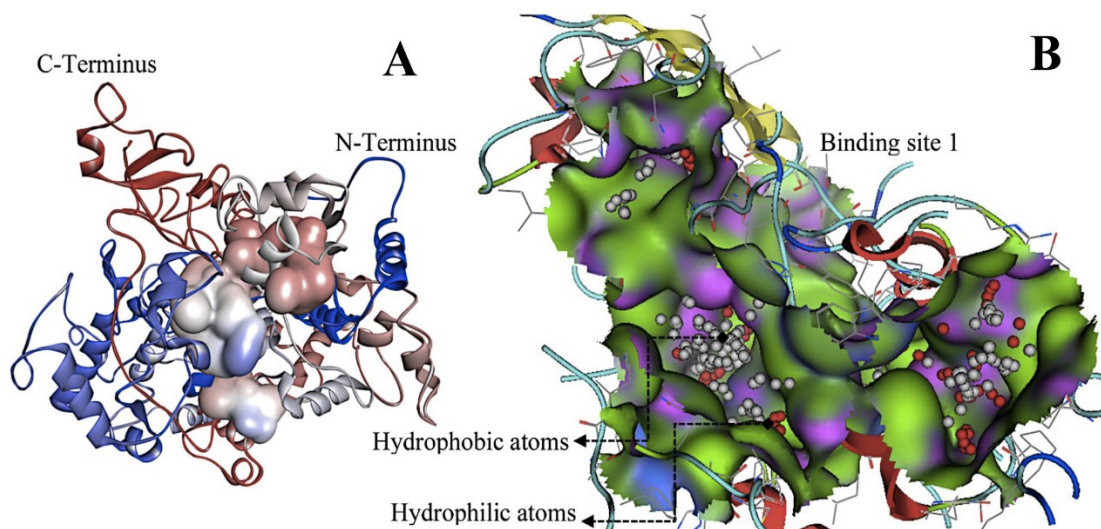 A
B
C-Terminus
N-Terminus
Binding site 1
Hydrophobic atoms
Hydrophilic atoms